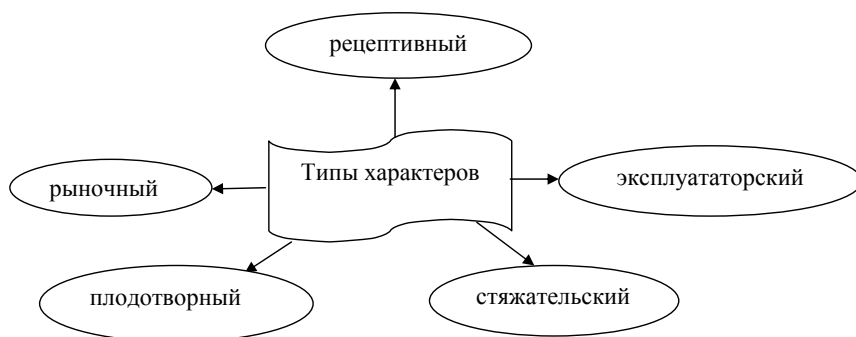 рецептивный
Типы характеров
рыночный
эксплуататорский
плодотворный
стяжательский